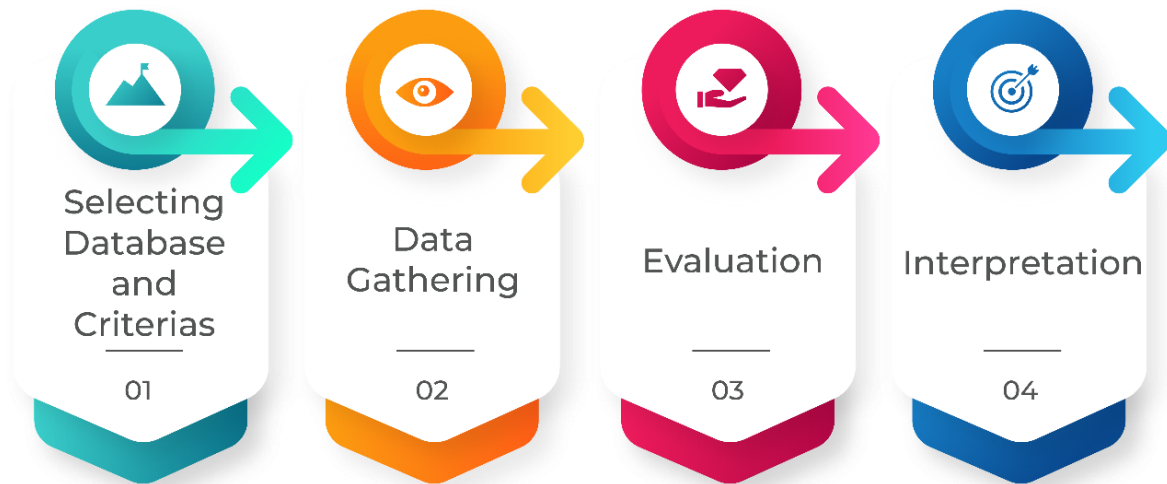 Selecting
Database
and
Criterias
01
Data
Gathering
02
Evaluation
03
Interpretation
04